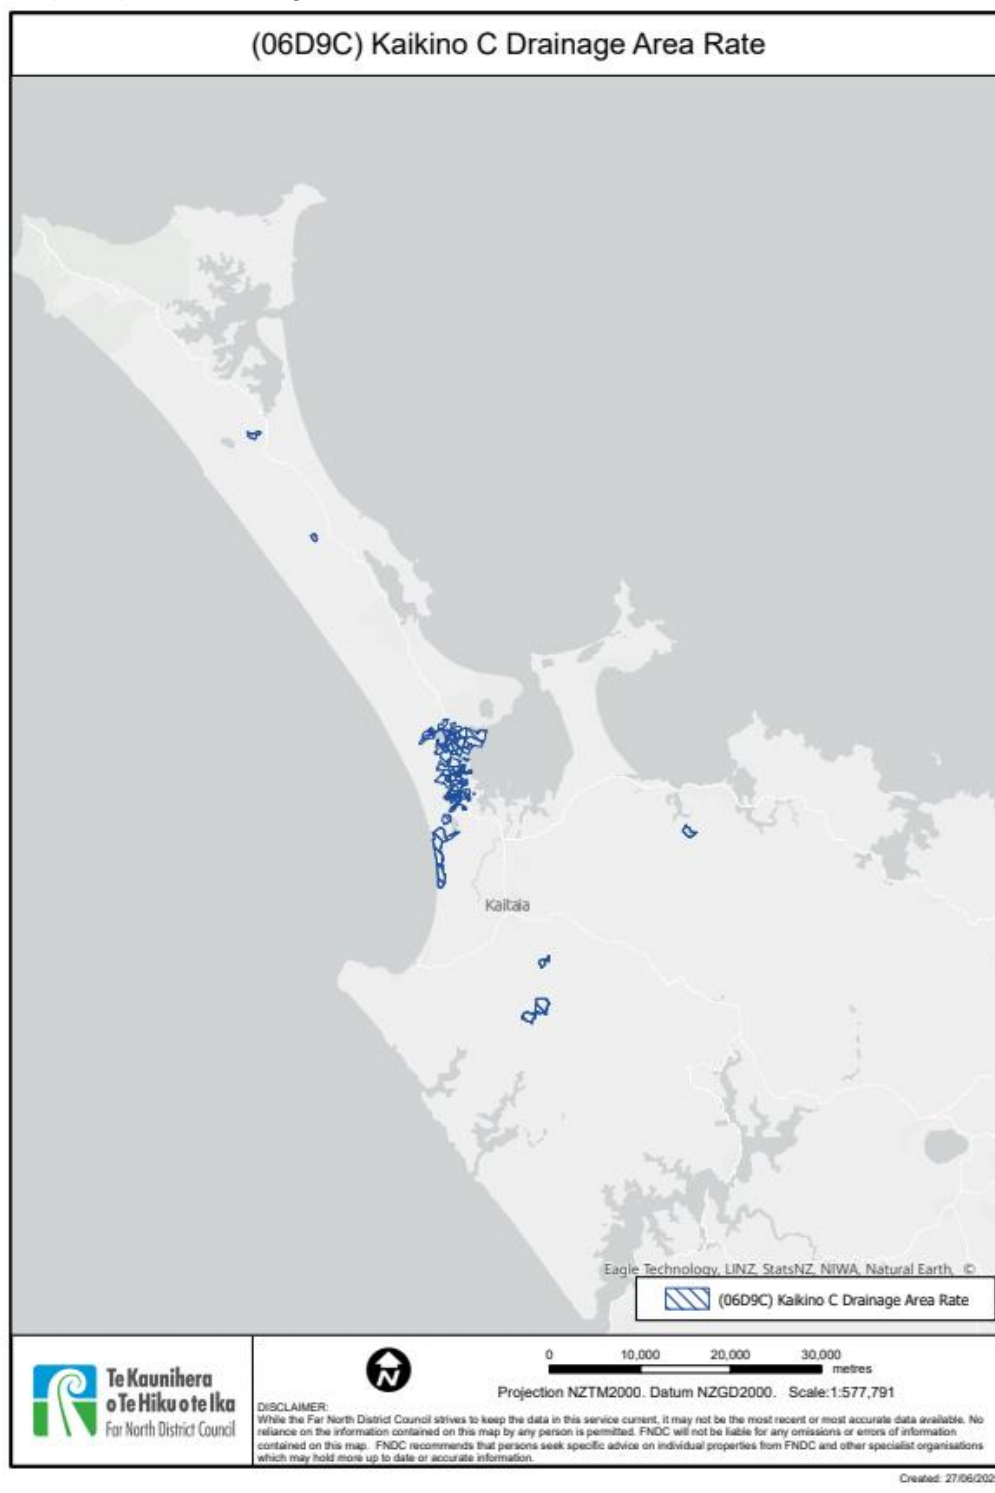 (06D9C) Kaikino C Drainage Area Rate
Kaitaia
Eagle Technology, LINZ, StatsNZ, NIWA, Natural Earth, ©
(06D9C) Kaikino C Drainage Area Rate
Te Kaunihera
o Te Hiku o te Ika
Far North District Council
N
0 10,000 20,000 30,000
metres
Projection NZTM2000. Datum NZGD2000. Scale:1:577,791
DISCLAIMER:
While the Far North District Council strives to keep the data in this service current, it may not be the most recent or most accurate data available. No
reliance on the information contained on this map by any person is permitted. FNDC will not be liable for any omissions or errors of information
contained on this map. FNDC recommends that persons seek specific advice on individual properties from FNDC and other specialist organisations
which may hold more up to date or accurate information.
Created: 27/06/202